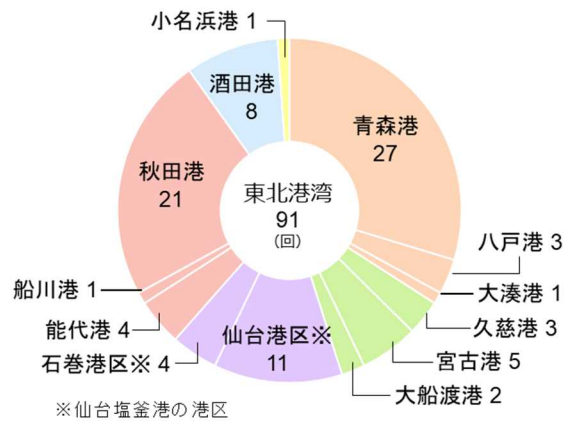 小名浜港 1
酒田港
8
青森港
27
秋田港
21
東北港湾
91
(回)
八戸港 3
大湊港 1
船川港 1
久慈港 3
能代港 4
仙台港区※
11
宮古港 5
石巻港区※ 4
大船渡港 2
※仙台塩釜港の港区